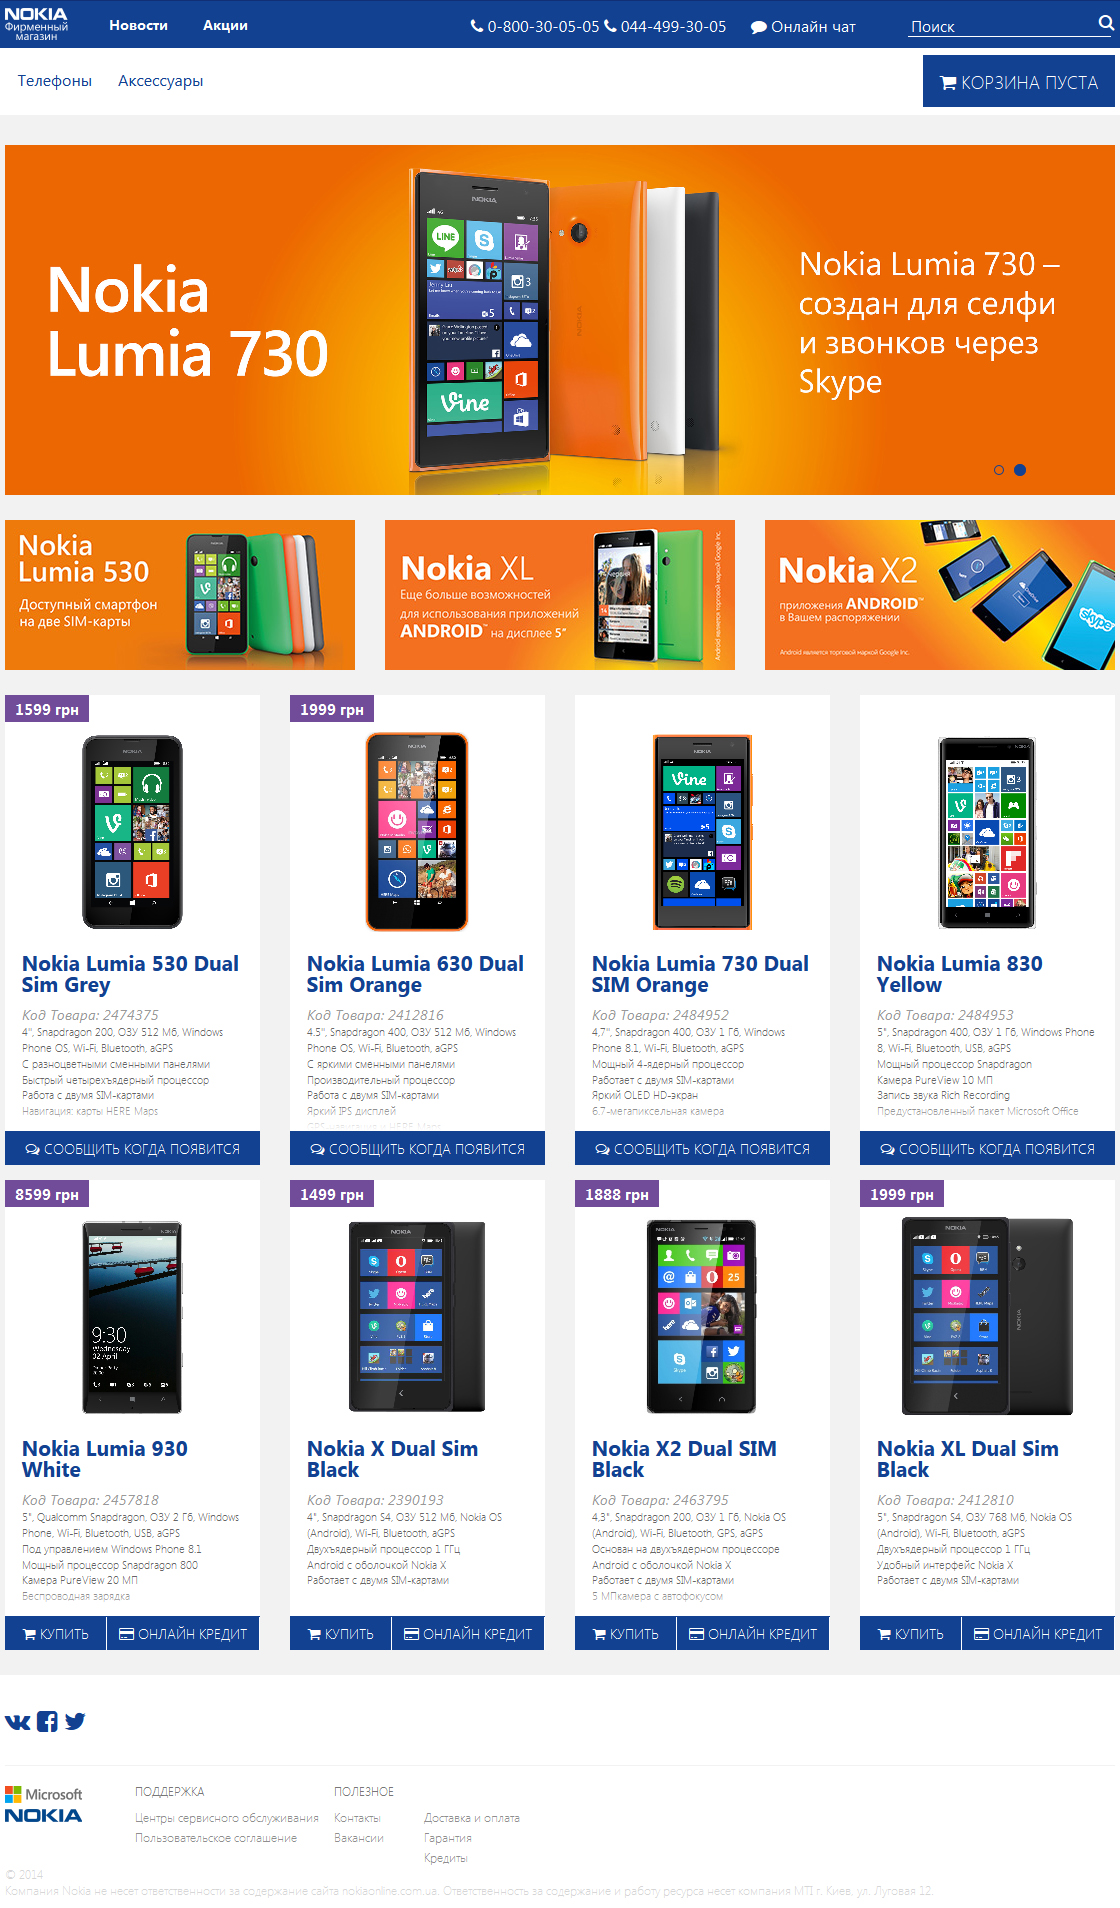 NOKIA
Фирменный
магазин
Новости
Акции
0-800-30-05-05
044-499-30-05
Онлайн чат
Поиск
Телефоны
Аксессуары
КОРЗИНА ПУСТА
Nokia
Lumia 730
Nokia Lumia 730 –
создан для селфи
и звонков через
Skype
Nokia
Lumia 530
Доступный смартфон
на две SIM-карты
Nokia XL
Еще больше возможностей
для использования приложений
ANDROID™ на дисплее 5"
Android является торговой маркой Google Inc.
Nokia X2
приложения ANDROID™
в Вашем распоряжении
Android является торговой маркой Google Inc.
1599 грн
Nokia Lumia 530 Dual
Sim Grey
Код Товара: 2474375
4", Snapdragon 200, ОЗУ 512 Мб, Windows
Phone OS, Wi-Fi, Bluetooth, aGPS
С разноцветными сменными панелями
Быстрый четырехъядерный процессор
Работа с двумя SIM-картами
Навигация: карты HERE Maps
СООБЩИТЬ КОГДА ПОЯВИТСЯ
1999 грн
Nokia Lumia 630 Dual
Sim Orange
Код Товара: 2412816
4.5", Snapdragon 400, ОЗУ 512 Мб, Windows
Phone OS, Wi-Fi, Bluetooth, aGPS
С яркими сменными панелями
Производительный процессор
Работа с двумя SIM-картами
Яркий IPS дисплей
GPS-навигация и HERE Maps
СООБЩИТЬ КОГДА ПОЯВИТСЯ
Nokia Lumia 730 Dual
SIM Orange
Код Товара: 2484952
4,7", Snapdragon 400, ОЗУ 1 Гб, Windows
Phone 8.1, Wi-Fi, Bluetooth, aGPS
Мощный 4-ядерный процессор
Работает с двумя SIM-картами
Яркий OLED HD-экран
6.7-мегапиксельная камера
СООБЩИТЬ КОГДА ПОЯВИТСЯ
Nokia Lumia 830
Yellow
Код Товара: 2484953
5", Snapdragon 400, ОЗУ 1 Гб, Windows Phone
8, Wi-Fi, Bluetooth, USB, aGPS
Мощный процессор Snapdragon
Камера PureView 10 МП
Запись звука Rich Recording
Предустановленный пакет Microsoft Office
СООБЩИТЬ КОГДА ПОЯВИТСЯ
8599 грн
Nokia Lumia 930
White
Код Товара: 2457818
5", Qualcomm Snapdragon, ОЗУ 2 Гб, Windows
Phone, Wi-Fi, Bluetooth, USB, aGPS
Под управлением Windows Phone 8.1
Мощный процессор Snapdragon 800
Камера PureView 20 МП
Беспроводная зарядка
КУПИТЬ
ОНЛАЙН КРЕДИТ
1499 грн
Nokia X Dual Sim
Black
Код Товара: 2390193
4", Snapdragon S4, ОЗУ 512 Мб, Nokia OS
(Android), Wi-Fi, Bluetooth, aGPS
Двухъядерный процессор 1 ГГц
Android с оболочкой Nokia X
Работает с двумя SIM-картами
КУПИТЬ
ОНЛАЙН КРЕДИТ
1888 грн
Nokia X2 Dual SIM
Black
Код Товара: 2463795
4,3", Snapdragon 200, ОЗУ 1 Гб, Nokia OS
(Android), Wi-Fi, Bluetooth, GPS, aGPS
Основан на двухъядерном процессоре
Android с оболочкой Nokia X
Работает с двумя SIM-картами
5 МПкамера с автофокусом
КУПИТЬ
ОНЛАЙН КРЕДИТ
1999 грн
Nokia XL Dual Sim
Black
Код Товара: 2412810
5", Snapdragon S4, ОЗУ 768 Мб, Nokia OS
(Android), Wi-Fi, Bluetooth, aGPS
Двухъядерный процессор 1 ГГц
Удобный интерфейс Nokia X
Работает с двумя SIM-картами
КУПИТЬ
ОНЛАЙН КРЕДИТ
Microsoft
NOKIA
ПОДДЕРЖКА
Центры сервисного обслуживания
Пользовательское соглашение
ПОЛЕЗНОЕ
Контакты
Вакансии
Доставка и оплата
Гарантия
Кредиты
© 2014
Компания Nokia не несет ответственности за содержание сайта nokiaonline.com.ua. Ответственность за содержание и работу ресурса несет компания MTI г. Киев, ул. Луговая 12.